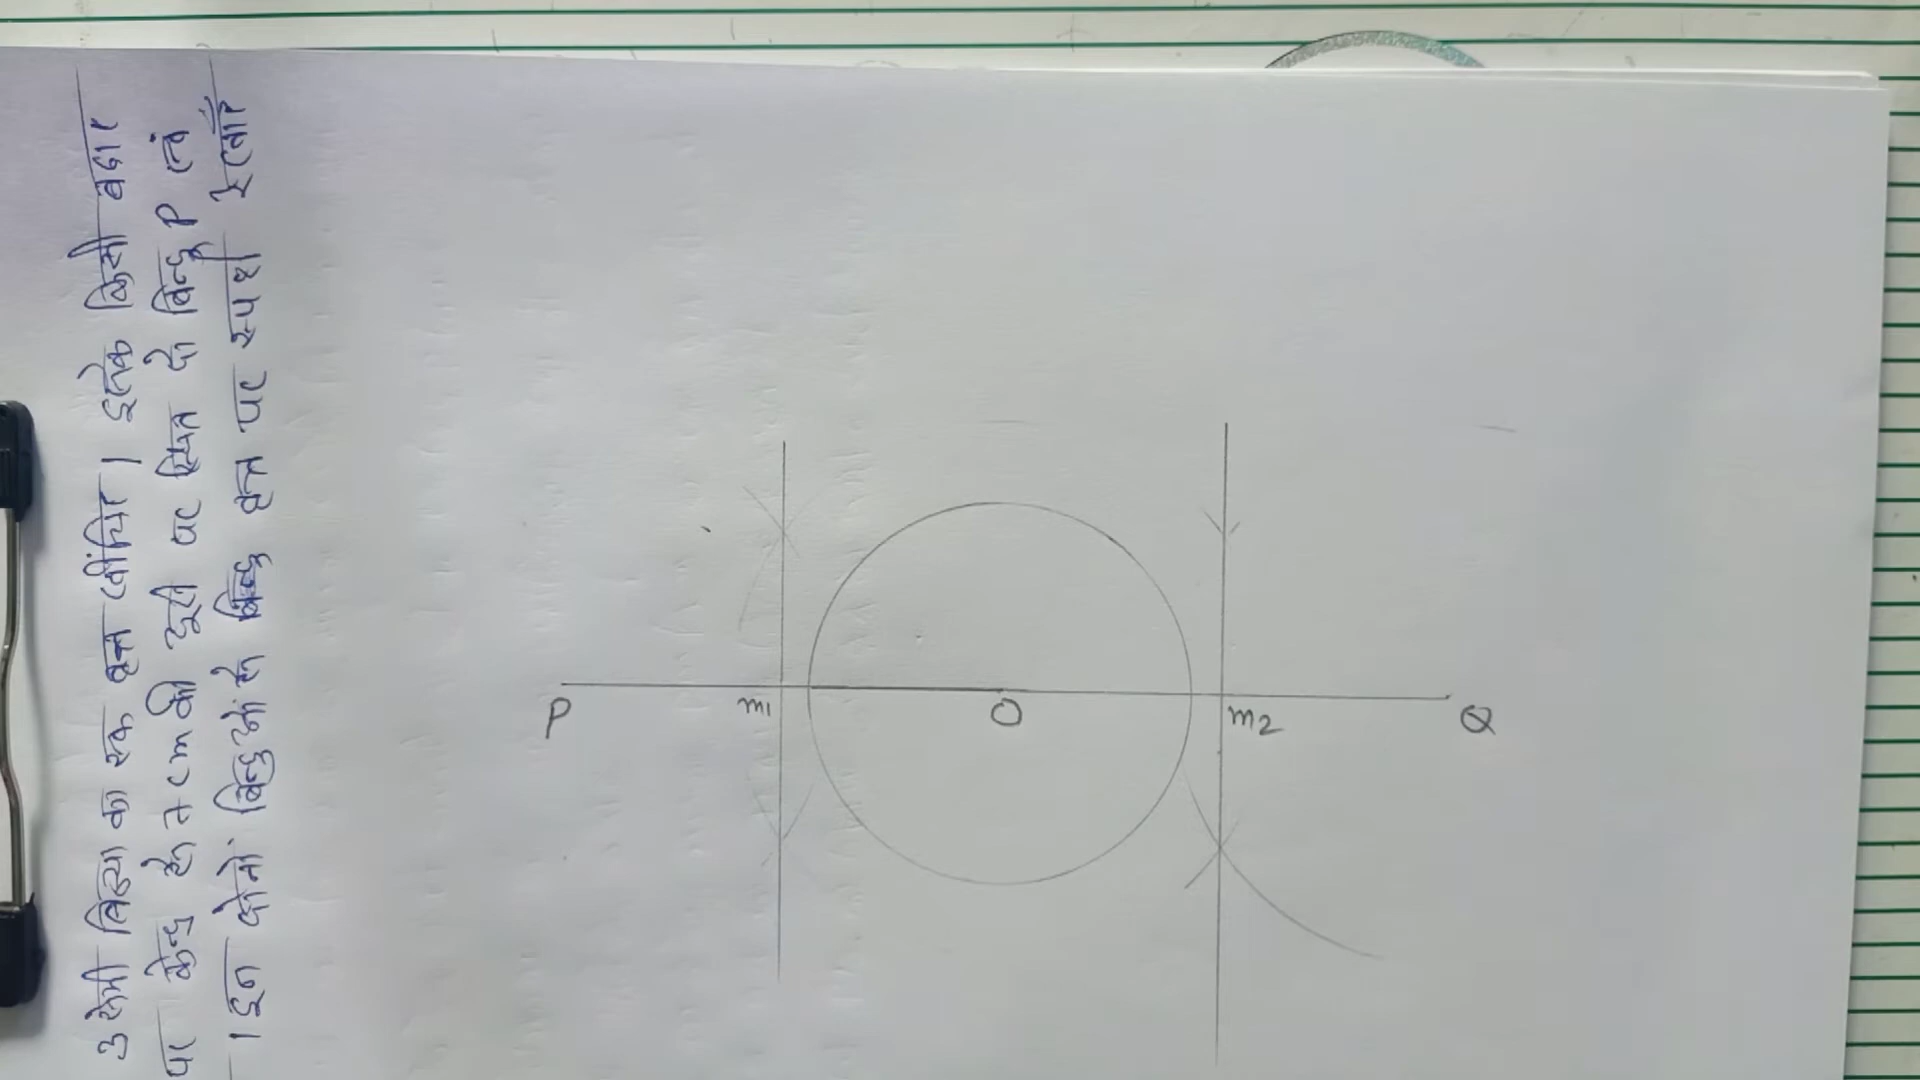 3 सेमी त्रिज्या का एक वृत्त खींचिए। इसके किसी बढ़ाए
पर केन्द्र से 7 cm की दूरी पर स्थित दो बिन्दु P एवं
। इन दोनों बिन्दुओं से बिन्दु वृत्त पर स्पर्श रेखाएँ
P m1 O m2 Q